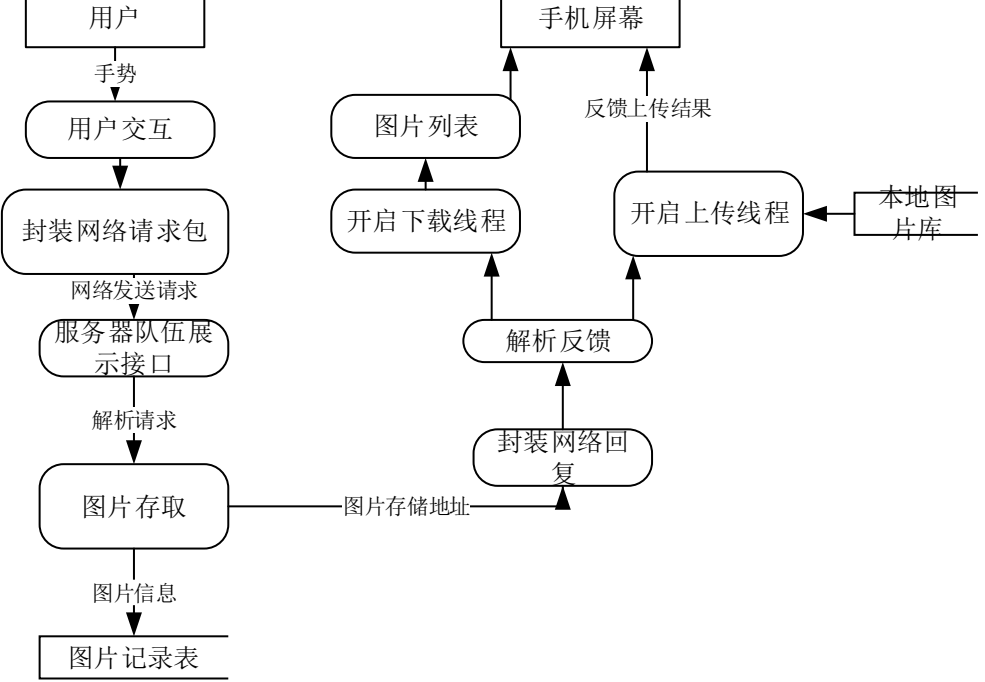 用户
手势
用户交互
封装网络请求包
网络发送请求
服务器队伍展
示接口
解析请求
图片存取
图片信息
图片记录表
图片存储地址
封装网络回
复
解析反馈
开启下载线程
图片列表
手机屏幕
反馈上传结果
开启上传线程
本地图
片库